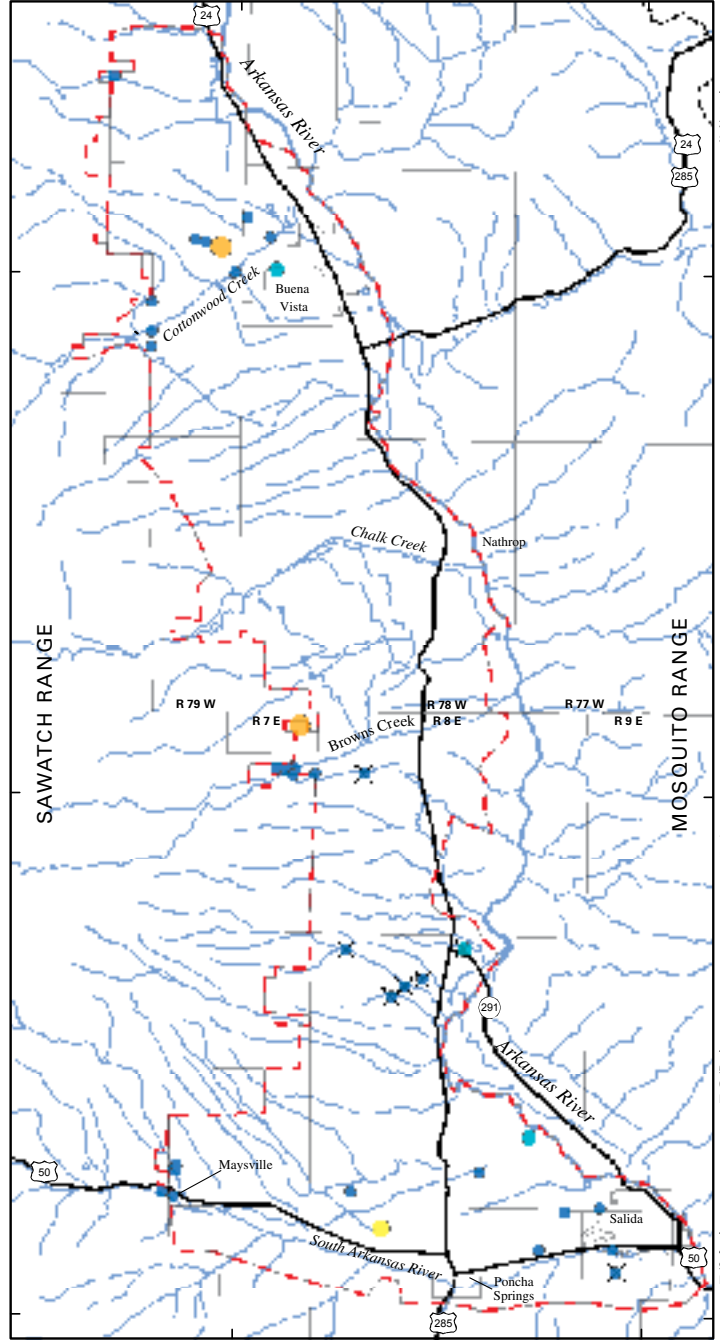 24
Arkansas River
24
285
Buena
Vista
Cottonwood Creek
Chalk Creek
Nathrop
SAWATCH RANGE
MOSQUITO RANGE
R 79 W
R 78 W
R 77 W
R 7 E
R 8 E
R 9 E
Browns Creek
291
Arkansas River
50
Maysville
Salida
South Arkansas River
50
Poncha
Springs
285